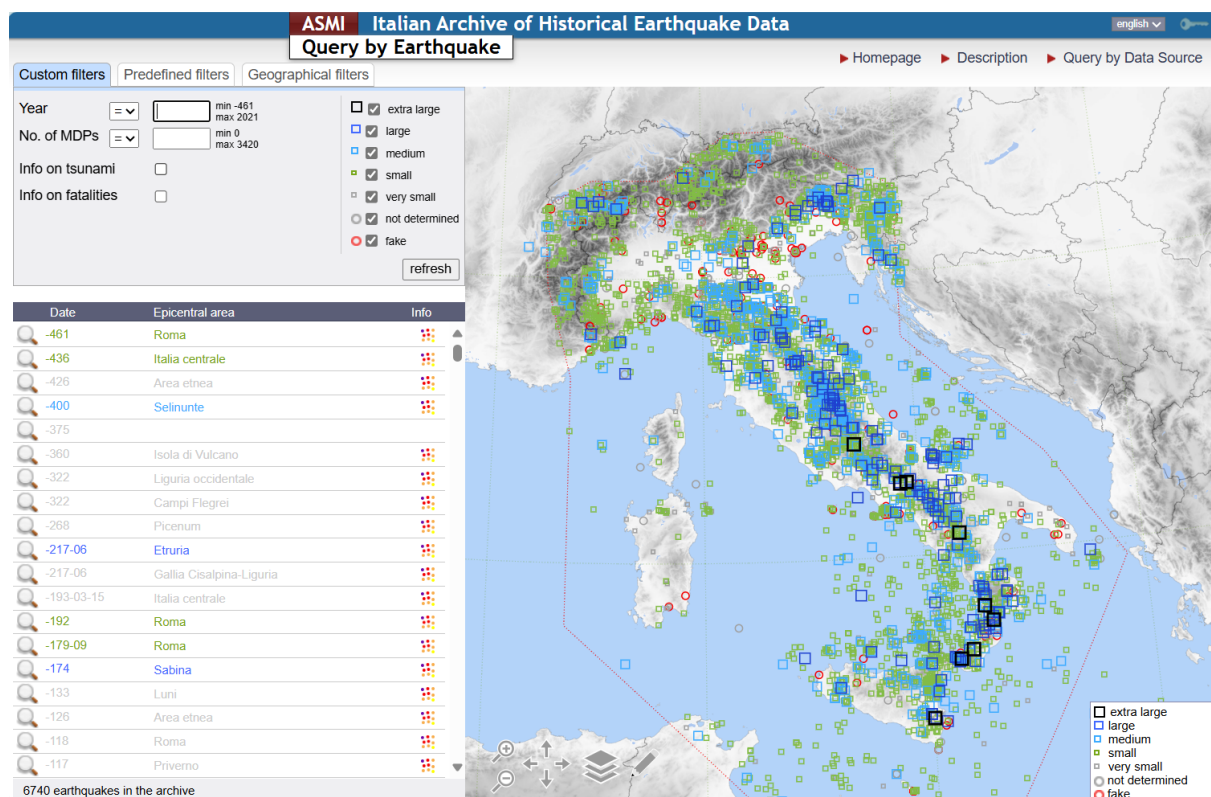 ASMI Italian Archive of Historical Earthquake Data
english
Query by Earthquake
Homepage Description Query by Data Source
Custom filters Predefined filters Geographical filters
Year = min -461
max 2021
No. of MDPs = min 0
max 3420
Info on tsunami
Info on fatalities
extra large
large
medium
small
very small
not determined
fake
refresh
Date Epicentral area Info
-461 Roma
-436 Italia centrale
-426 Area etnea
-400 Selinunte
-375
-360 Isola di Vulcano
-322 Liguria occidentale
-322 Campi Flegrei
-268 Picenum
-217-06 Etruria
-217-06 Gallia Cisalpina-Liguria
-193-03-15 Italia centrale
-192 Roma
-179-09 Roma
-174 Sabina
-133 Luni
-126 Area etnea
-118 Roma
-117 Priverno
6740 earthquakes in the archive
extra large
large
medium
small
very small
not determined
fake